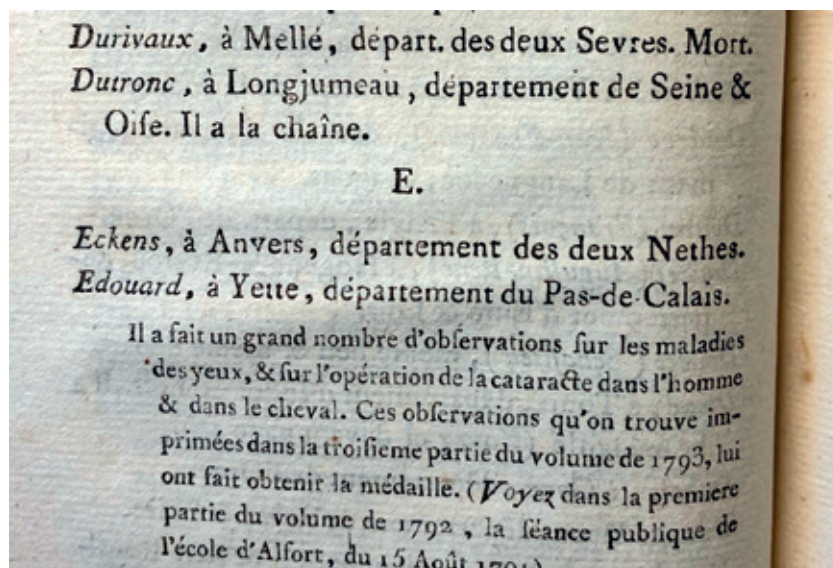 Durivaux, à Mellé, départ. des deux Sevres. Mort.
Dutronc, à Longjumeau, département de Seine &
Oiſe. Il a la chaîne.
E.
Eckens, à Anvers, département des deux Nethes.
Edouard, à Yette, département du Pas-de-Calais.
Il a fait un grand nombre d'obſervations ſur les maladies
des yeux, & ſur l'opération de la cataracte dans l'homme
& dans le cheval. Ces obſervations qu'on trouve im-
primées dans la troiſieme partie du volume de 1793, lui
ont fait obtenir la médaille. (Voyez dans la premiere
partie du volume de 1792, la ſéance publique de
l'école d'Alfort, du 15 Août